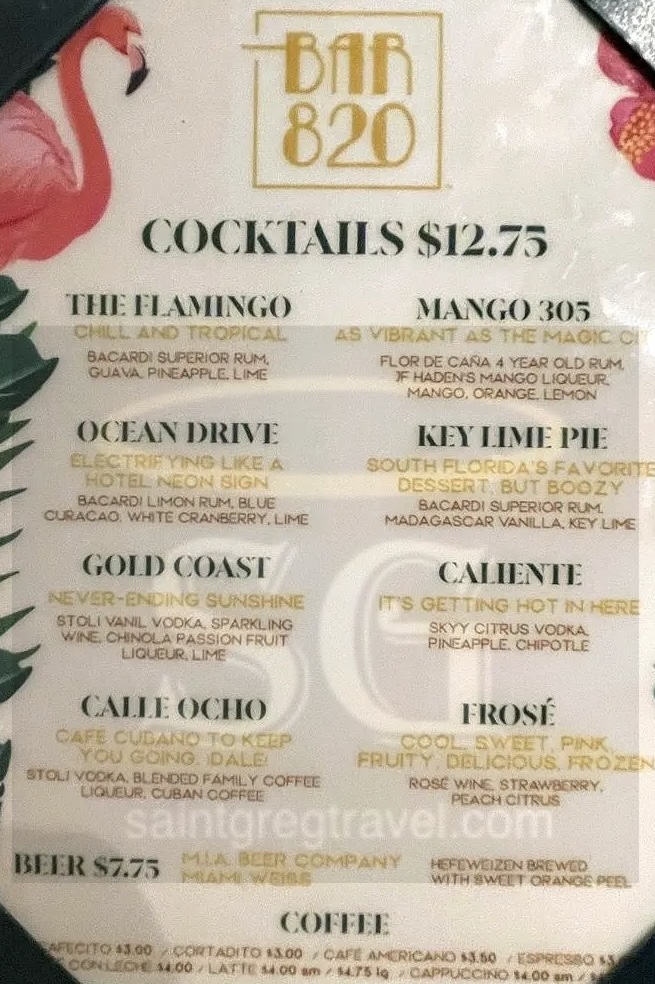 BAR
820
COCKTAILS $12.75
THE FLAMINGO
CHILL AND TROPICAL
BACARDI SUPERIOR RUM,
GUAVA, PINEAPPLE, LIME
MANGO 305
AS VIBRANT AS THE MAGIC CIT
FLOR DE CAÑA 4 YEAR OLD RUM,
JF HADEN'S MANGO LIQUEUR,
MANGO, ORANGE, LEMON
OCEAN DRIVE
ELECTRIFYING LIKE A
HOTEL NEON SIGN
BACARDI LIMON RUM, BLUE
CURACAO, WHITE CRANBERRY, LIME
KEY LIME PIE
SOUTH FLORIDA'S FAVORITE
DESSERT, BUT BOOZY
BACARDI SUPERIOR RUM,
MADAGASCAR VANILLA, KEY LIME
GOLD COAST
NEVER-ENDING SUNSHINE
STOLI VANIL VODKA, SPARKLING
WINE, CHINOLA PASSION FRUIT
LIQUEUR, LIME
CALIENTE
IT'S GETTING HOT IN HERE
SKYY CITRUS VODKA,
PINEAPPLE, CHIPOTLE
CALLE OCHO
CAFE CUBANO TO KEEP
YOU GOING. ¡DALE!
STOLI VODKA, BLENDED FAMILY COFFEE
LIQUEUR, CUBAN COFFEE
FROSÉ
COOL, SWEET, PINK,
FRUITY, DELICIOUS, FROZEN
ROSÉ WINE, STRAWBERRY,
PEACH CITRUS
SG
saintgregtravel.com
BEER $7.75
M.I.A. BEER COMPANY
MIAMI WEISS
HEFEWEIZEN BREWED
WITH SWEET ORANGE PEEL
COFFEE
AFECITO $3.00 / CORTADITO $3.00 / CAFÉ AMERICANO $3.50 / ESPRESSO $3
CON LECHE $4.00 / LATTE $4.00 sm / $4.75 lg / CAPPUCCINO $4.00 sm /